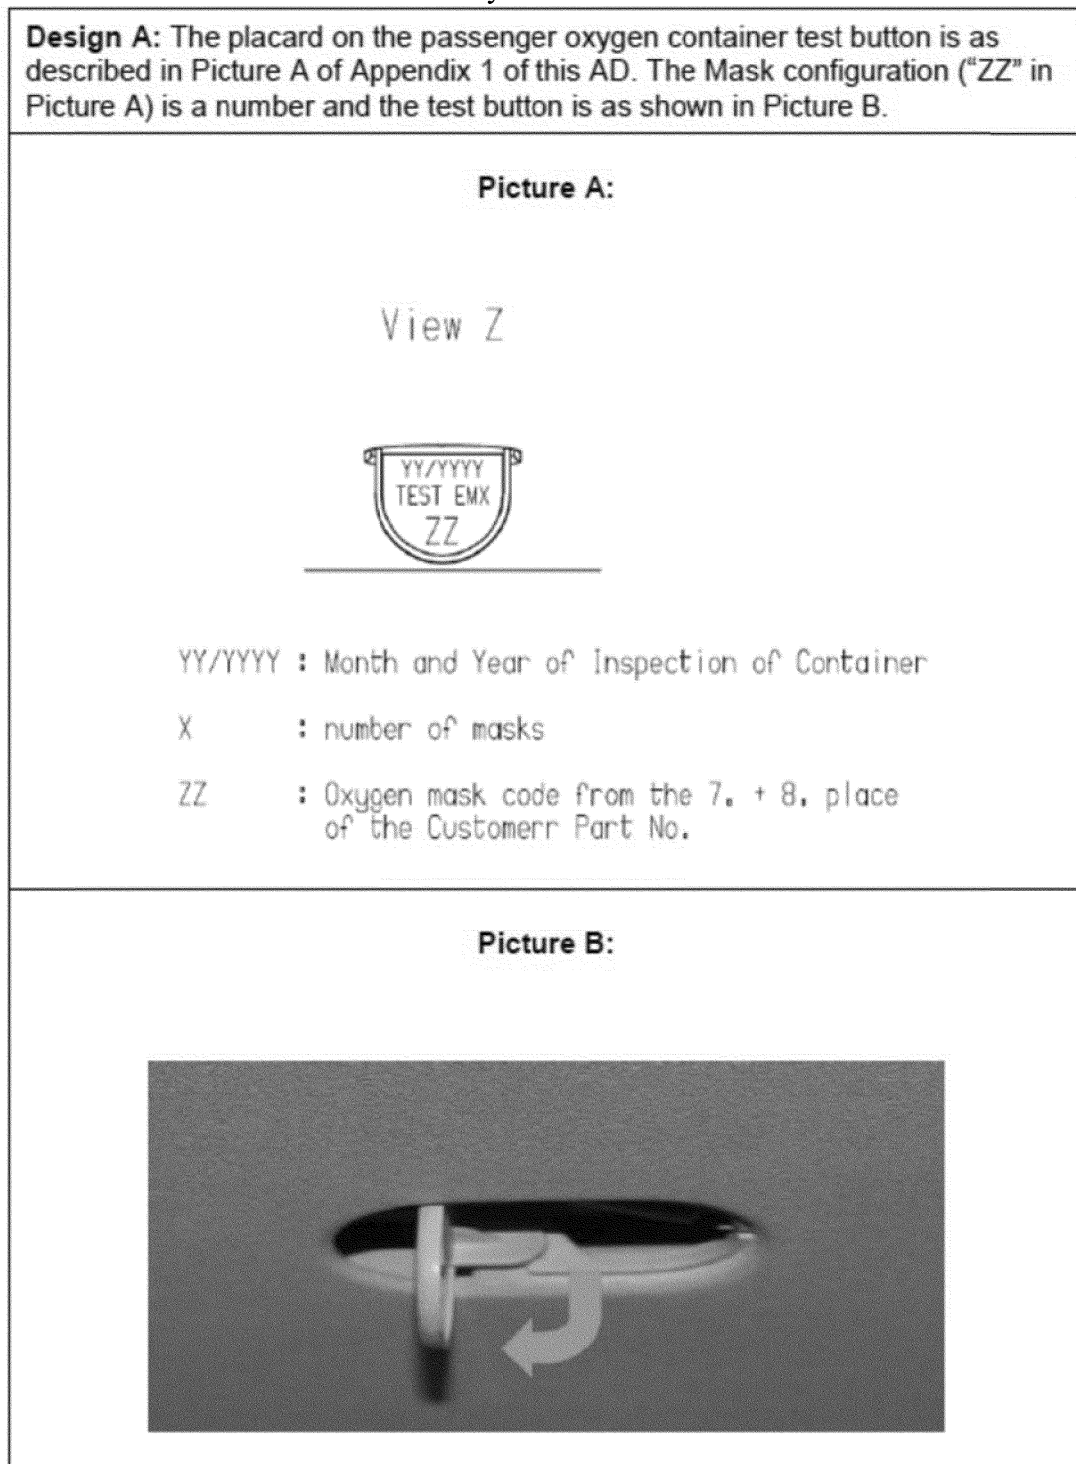 Design A: The placard on the passenger oxygen container test button is as
described in Picture A of Appendix 1 of this AD. The Mask configuration ("ZZ" in
Picture A) is a number and the test button is as shown in Picture B.
Picture A:
View Z
YY/YYYY
TEST EMX
ZZ
YY/YYYY : Month and Year of Inspection of Container
X : number of masks
ZZ : Oxygen mask code from the 7. + 8. place
of the Customerr Part No.
Picture B: